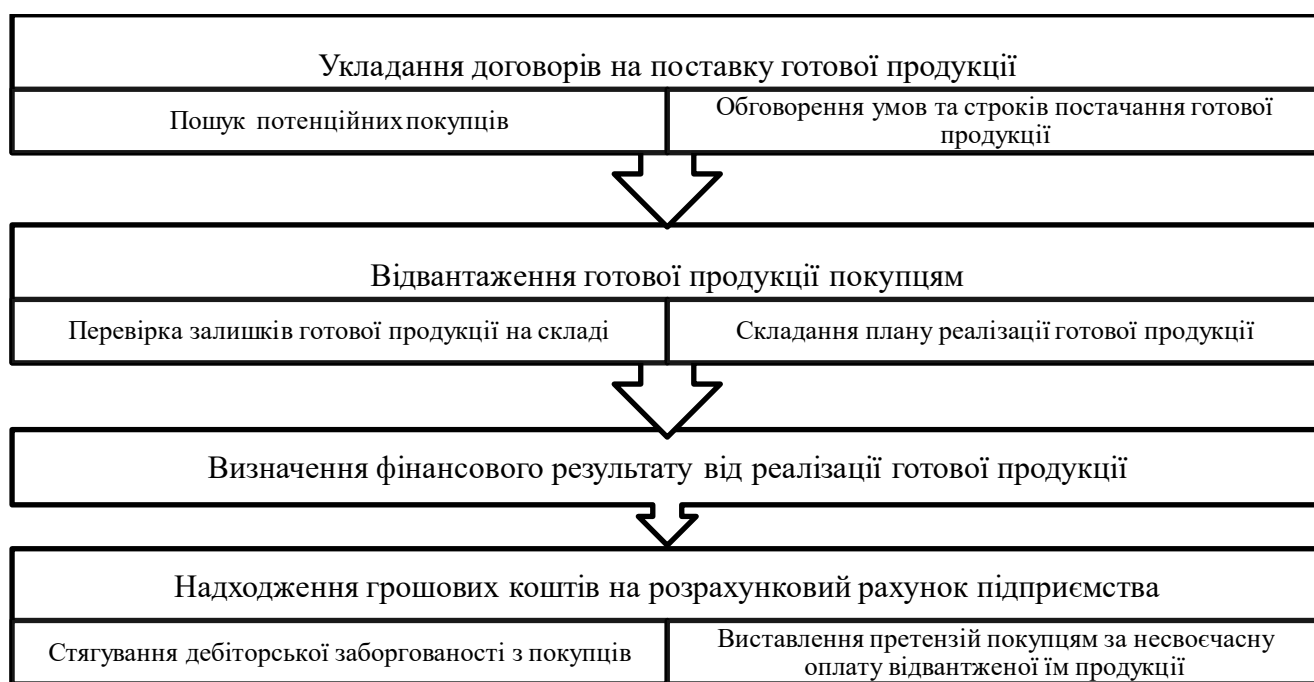 Укладання договорів на поставку готової продукції
Пошук потенційних покупців
Обговорення умов та строків постачання готової
продукції
Відвантаження готової продукції покупцям
Перевірка залишків готової продукції на складі
Складання плану реалізації готової продукції
Визначення фінансового результату від реалізації готової продукції
Надходження грошових коштів на розрахунковий рахунок підприємства
Стягування дебіторської заборгованості з покупців
Виставлення претензій покупцям за несвоєчасну
оплату відвантженої їм продукції